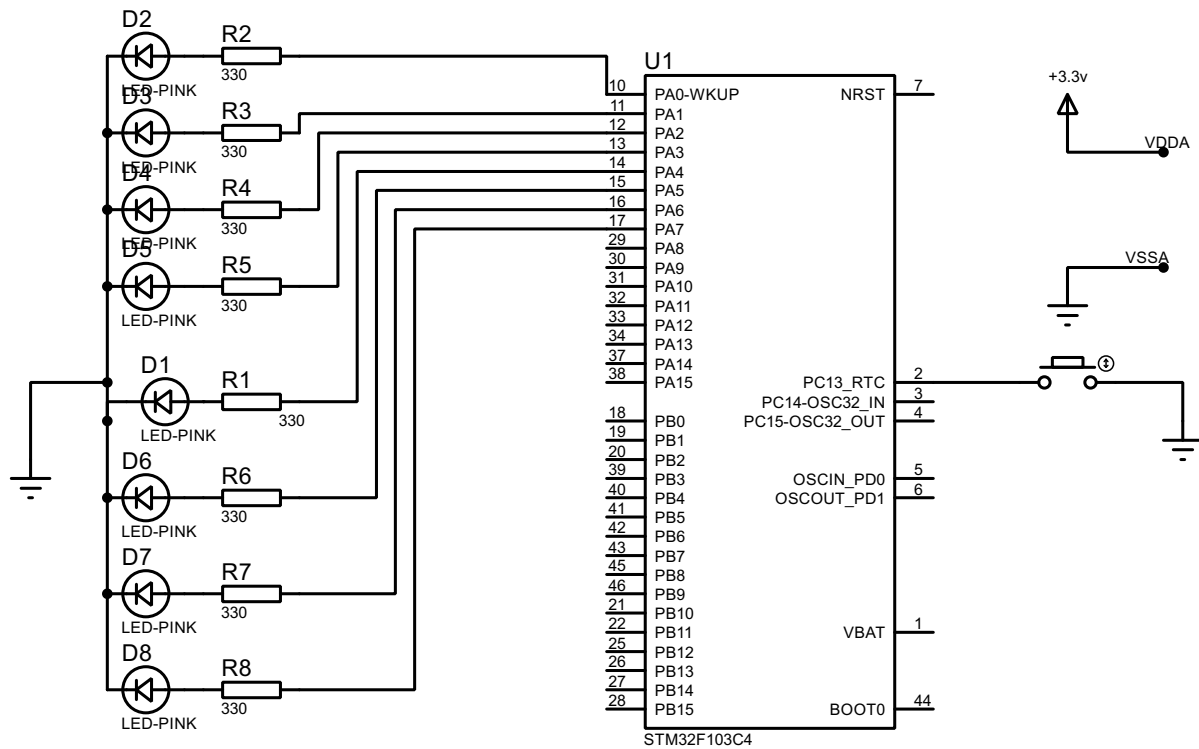 D2
R2
330
LED-PINK
D3
R3
330
LED-PINK
D4
R4
330
LED-PINK
D5
R5
330
LED-PINK
D1
R1
330
LED-PINK
D6
R6
330
LED-PINK
D7
R7
330
LED-PINK
D8
R8
330
LED-PINK
U1
10 PA0-WKUP
11 PA1
12 PA2
13 PA3
14 PA4
15 PA5
16 PA6
17 PA7
29 PA8
30 PA9
31 PA10
32 PA11
33 PA12
34 PA13
37 PA14
38 PA15
18 PB0
19 PB1
20 PB2
39 PB3
40 PB4
41 PB5
42 PB6
43 PB7
45 PB8
46 PB9
21 PB10
22 PB11
25 PB12
26 PB13
27 PB14
28 PB15
NRST 7
PC13_RTC 2
PC14-OSC32_IN 3
PC15-OSC32_OUT 4
OSCIN_PD0 5
OSCOUT_PD1 6
VBAT 1
BOOT0 44
STM32F103C4
+3.3v
VDDA
VSSA